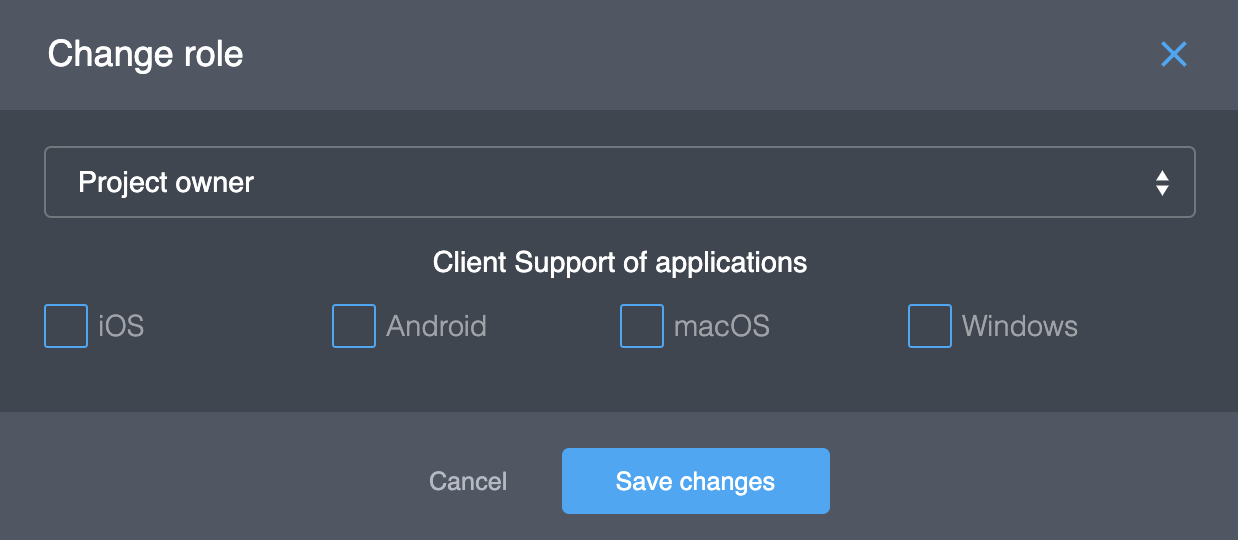 Change role
Project owner
Client Support of applications
iOS Android macOS Windows
Cancel Save changes